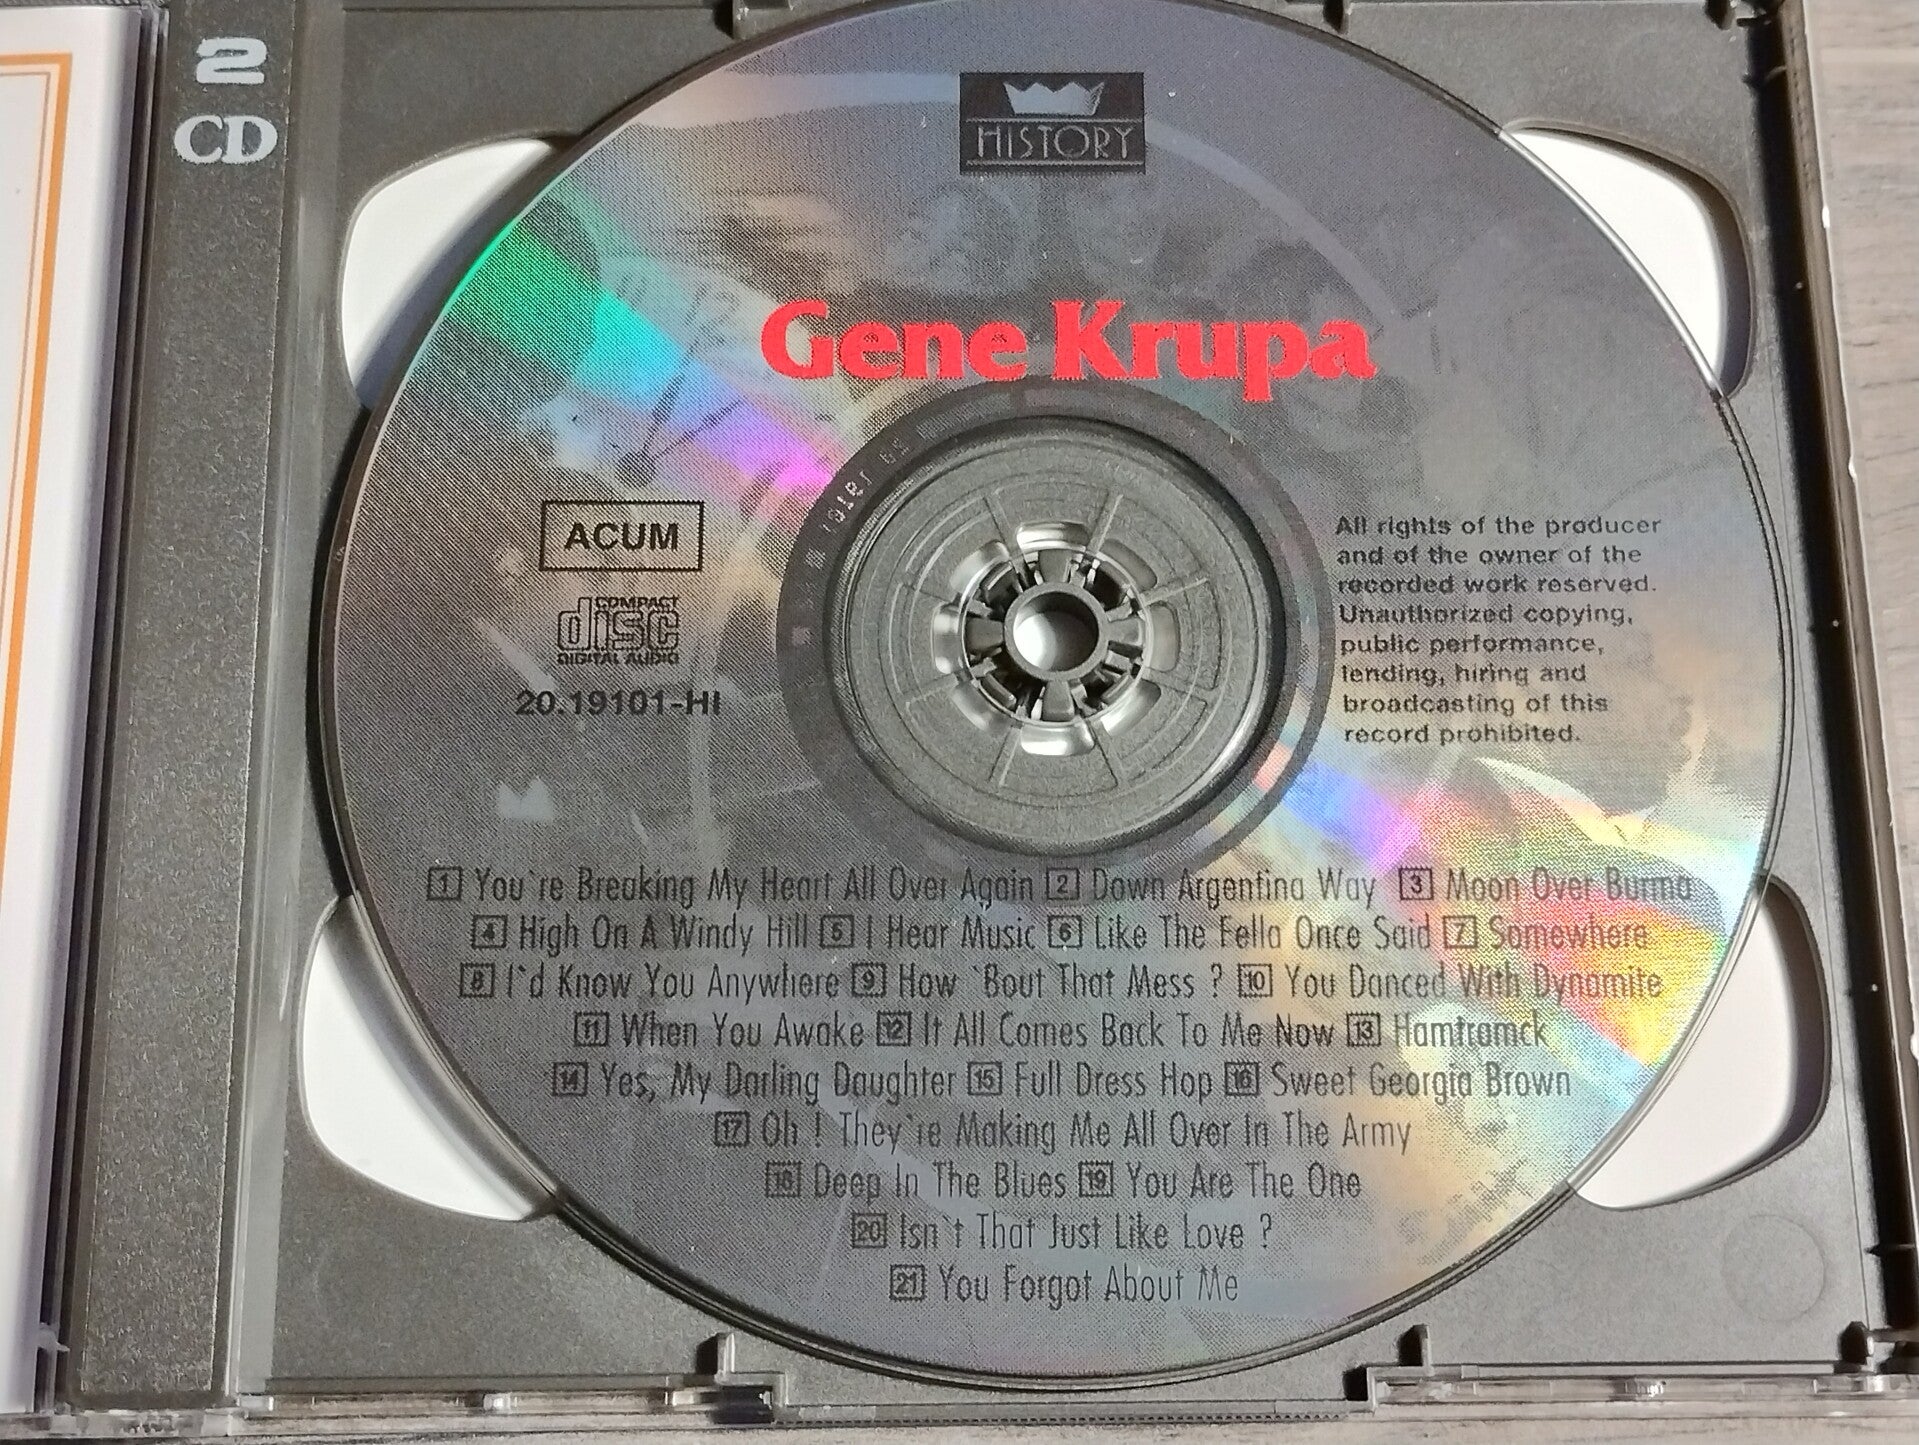 2
CD
HISTORY
Gene Krupa
ACUM
COMPACT
disc
DIGITAL AUDIO
20.19101-HI
All rights of the producer
and of the owner of the
recorded work reserved.
Unauthorized copying,
public performance,
lending, hiring and
broadcasting of this
record prohibited.
1 You`re Breaking My Heart All Over Again 2 Down Argentina Way 3 Moon Over Burma
4 High On A Windy Hill 5 I Hear Music 6 Like The Fella Once Said 7 Somewhere
8 I`d Know You Anywhere 9 How `Bout That Mess ? 10 You Danced With Dynamite
11 When You Awake 12 It All Comes Back To Me Now 13 Hamtramck
14 Yes, My Darling Daughter 15 Full Dress Hop 16 Sweet Georgia Brown
17 Oh ! They`re Making Me All Over In The Army
18 Deep In The Blues 19 You Are The One
20 Isn`t That Just Like Love ?
21 You Forgot About Me